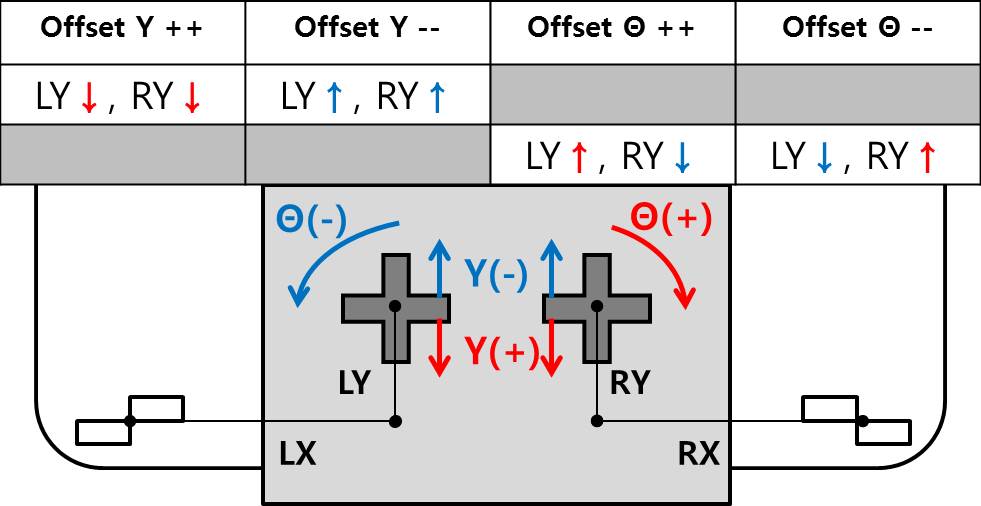 Offset Y ++ Offset Y -- Offset Θ ++ Offset Θ --
LY ↓ , RY ↓ LY ↑ , RY ↑
LY ↑ , RY ↓ LY ↓ , RY ↑
Θ(-) Θ(+)
Y(-)
Y(+)
LY RY
LX RX